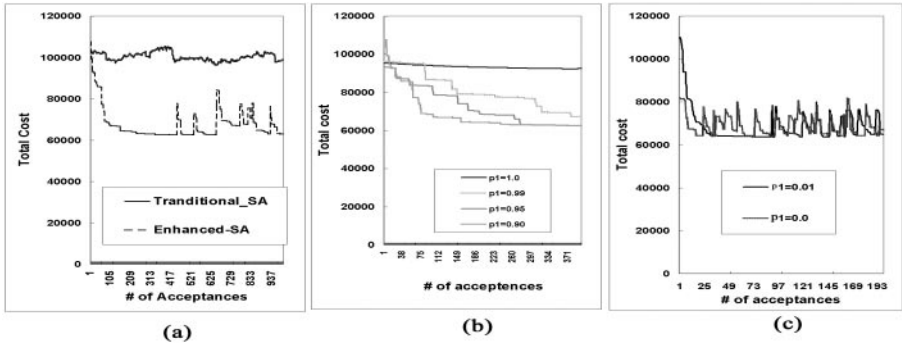 120000
100000
80000
60000
40000
20000
0
Total Cost
Tranditional_SA
Enhanced-SA
1 105 209 313 417 521 625 729 833 937
# of Acceptances
(a)
120000
100000
80000
60000
40000
20000
0
Total cost
p1=1.0
p1=0.99
p1=0.95
p1=0.90
1 38 75 112 149 186 223 260 297 334 371
# of acceptences
(b)
120000
100000
80000
60000
40000
20000
0
Total cost
p1=0.01
p1=0.0
1 25 49 73 97 121 145 169 193
# of acceptances
(c)